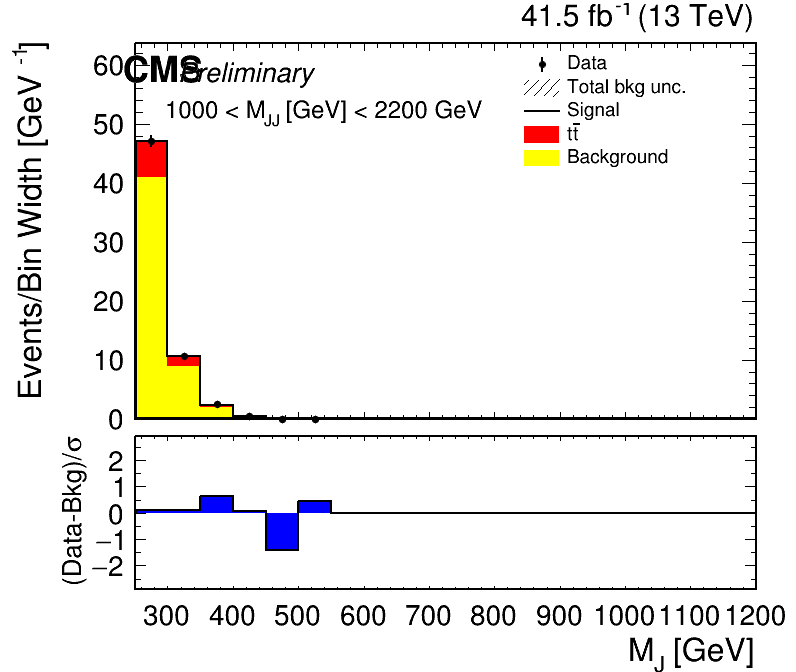 41.5 fb⁻¹ (13 TeV)
CMS Preliminary
1000 < M_JJ [GeV] < 2200 GeV
Data
Total bkg unc.
Signal
tt̄
Background
Events/Bin Width [GeV⁻¹]
60
50
40
30
20
10
0
(Data-Bkg)/σ
2
1
0
−1
−2
300 400 500 600 700 800 900 1000 1100 1200
M_J [GeV]